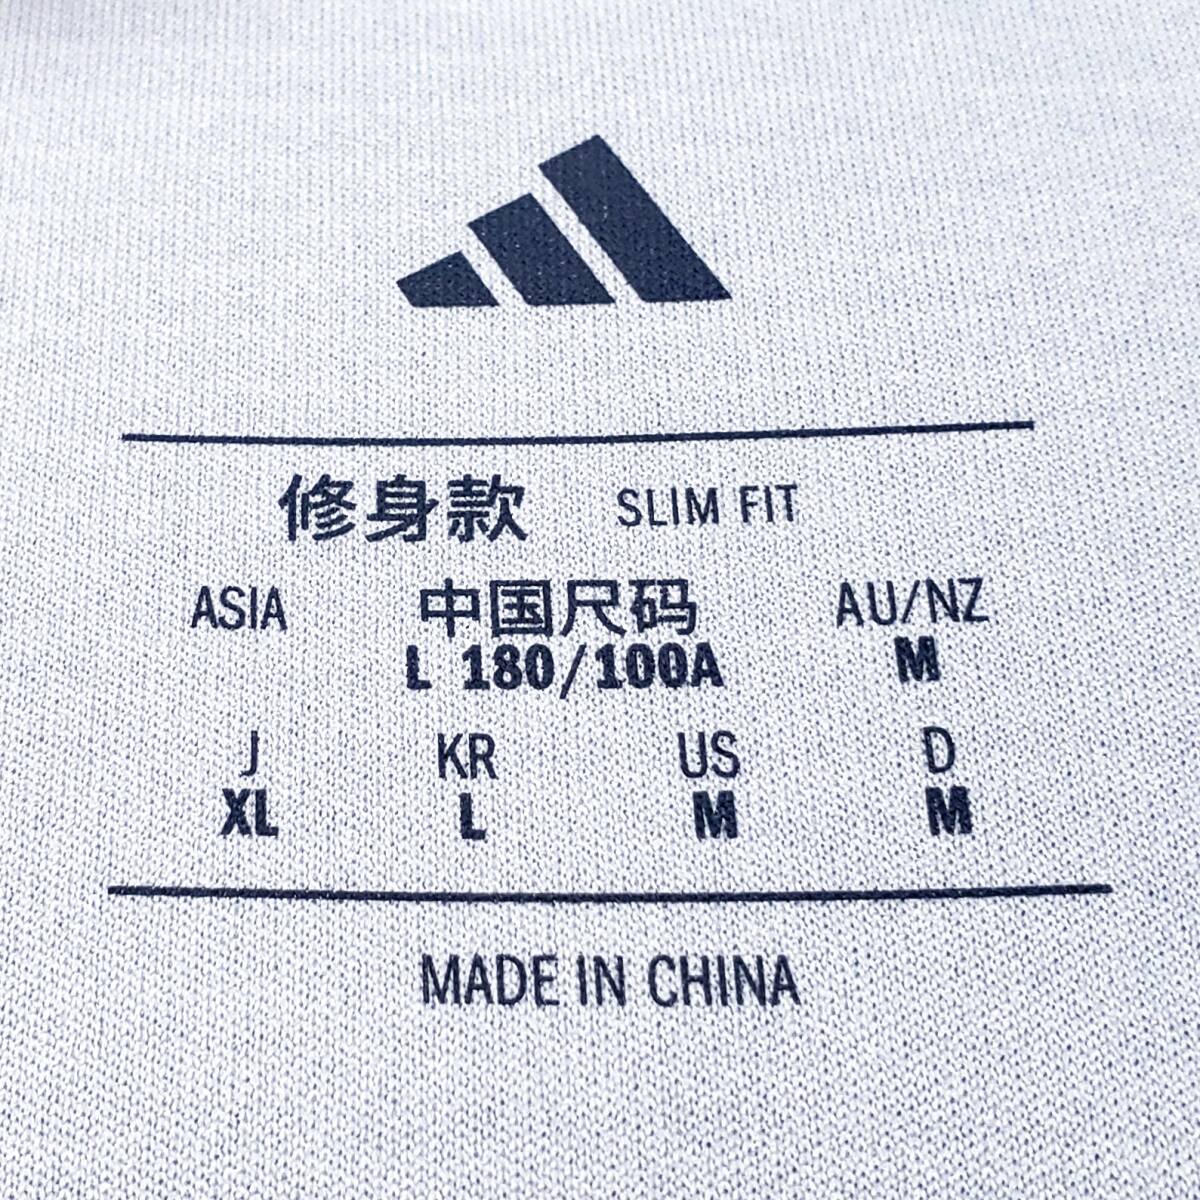 修身款 SLIM FIT
ASIA 中国尺码 AU/NZ
L 180/100A M
J KR US D
XL L M M
MADE IN CHINA